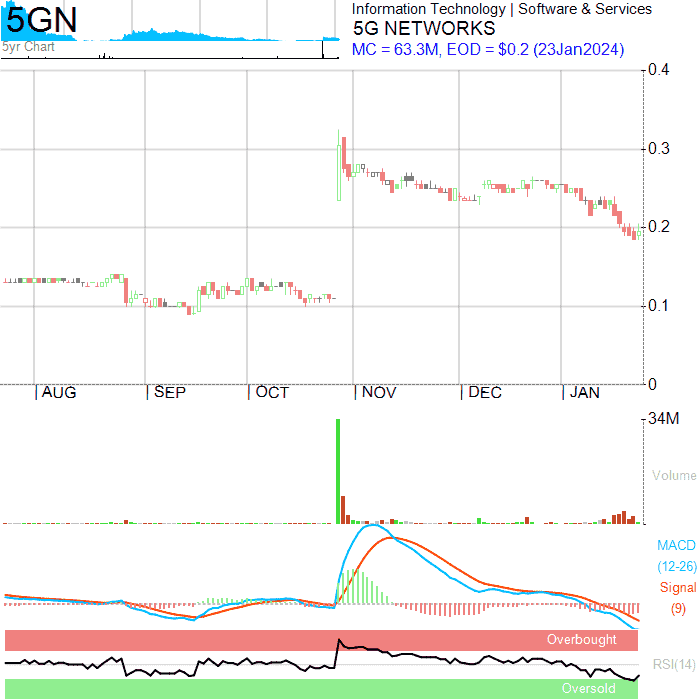 5GN
5yr Chart
Information Technology | Software & Services
5G NETWORKS
MC = 63.3M, EOD = $0.2 (23Jan2024)
0.4
0.3
0.2
0.1
0
AUG SEP OCT NOV DEC JAN
34M
Volume
MACD
(12-26)
Signal
(9)
Overbought
RSI(14)
Oversold